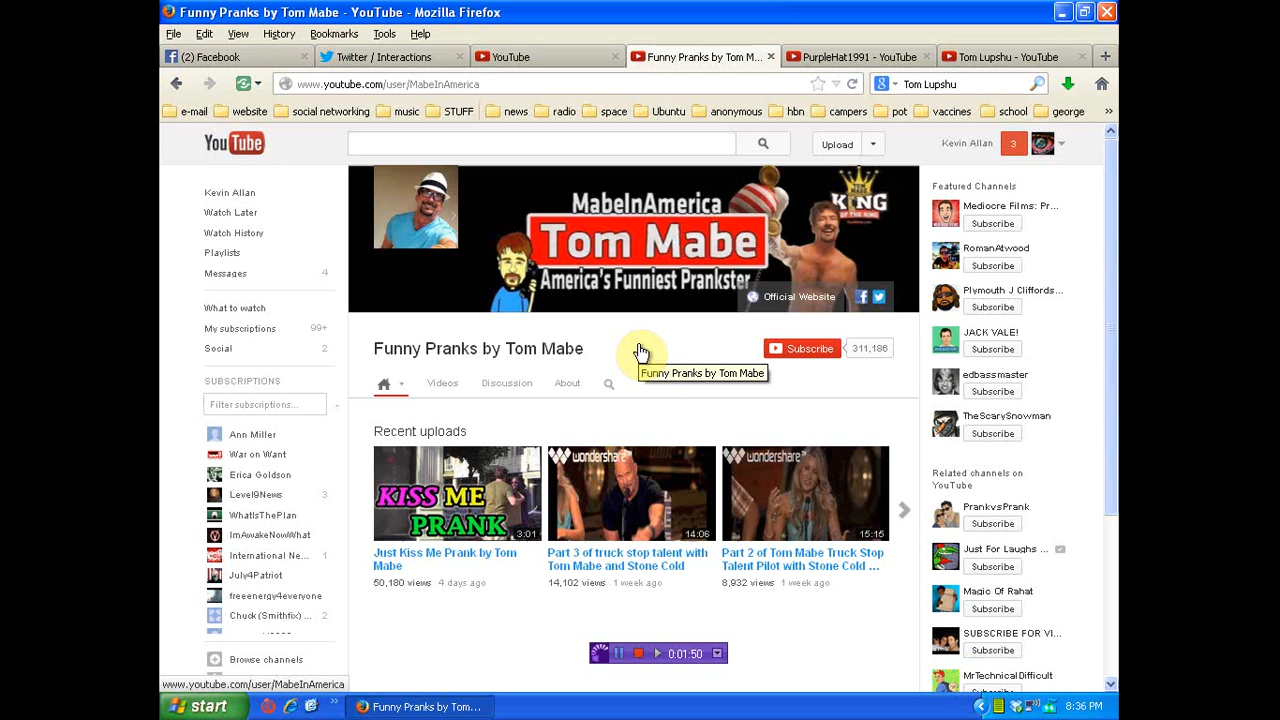 Funny Pranks by Tom Mabe - YouTube - Mozilla Firefox
File Edit View History Bookmarks Tools Help
(2) Facebook
Twitter / Interactions
YouTube
Funny Pranks by Tom M...
PurpleHat1991 - YouTube
Tom Lupshu - YouTube
www.youtube.com/user/MabeInAmerica
Tom Lupshu
e-mail website social networking music STUFF news radio space Ubuntu anonymous hbn campers pot vaccines school george
YouTube
Upload
Kevin Allan
3
Kevin Allan
Watch Later
Watch History
Playlists
Messages 4
What to watch
My subscriptions 99+
Social 2
SUBSCRIPTIONS
Filter subscriptions...
Ann Miller
War on Want
Erica Goldson
Level9News 3
WhatIsThePlan
ImAwakeNowWhat
International New... 1
July4Patriot
freeenergy4everyone
Chuck (Smithfix) ... 2
Browse channels
MabeInAmerica
Tom Mabe
America's Funniest Prankster
KING
OF THE RING
Official Website
Funny Pranks by Tom Mabe
Subscribe 311,186
Funny Pranks by Tom Mabe
Videos Discussion About
Recent uploads
KISS ME
PRANK
3:01
Just Kiss Me Prank by Tom
Mabe
50,180 views 4 days ago
wondershare
14:06
Part 3 of truck stop talent with
Tom Mabe and Stone Cold
14,102 views 1 week ago
wondershare
15:15
Part 2 of Tom Mabe Truck Stop
Talent Pilot with Stone Cold ...
8,932 views 1 week ago
Featured Channels
Mediocre Films: Pr...
Subscribe
RomanAtwood
Subscribe
Plymouth J Cliffords...
Subscribe
JACK VALE!
Subscribe
edbassmaster
Subscribe
TheScarySnowman
Subscribe
Related channels on
YouTube
PrankvsPrank
Subscribe
Just For Laughs ...
Subscribe
Magic Of Rahat
Subscribe
SUBSCRIBE FOR VI...
Subscribe
MrTechnicalDifficult
Subscribe
0:01:50
www.youtube.com/user/MabeInAmerica
start
Funny Pranks by Tom...
8:36 PM